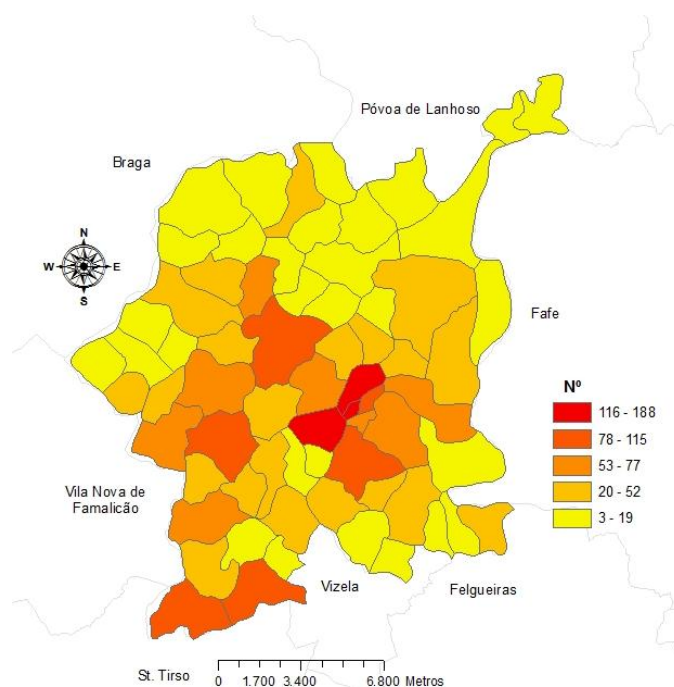 Póvoa de Lanhoso
Braga
N
W E
S
Fafe
Nº
116 - 188
78 - 115
53 - 77
20 - 52
3 - 19
Vila Nova de
Famalicão
Vizela
Felgueiras
St. Tirso
0 1.700 3.400 6.800 Metros